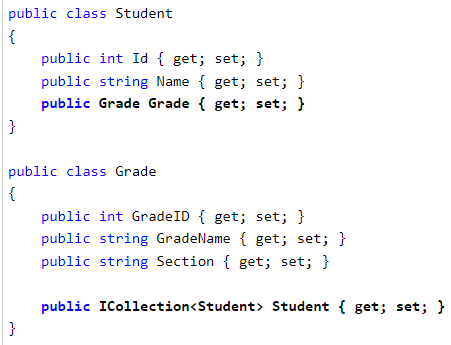 public class Student
{
    public int Id { get; set; }
    public string Name { get; set; }
    public Grade Grade { get; set; }
}
public class Grade
{
    public int GradeID { get; set; }
    public string GradeName { get; set; }
    public string Section { get; set; }
    public ICollection<Student> Student { get; set; }
}